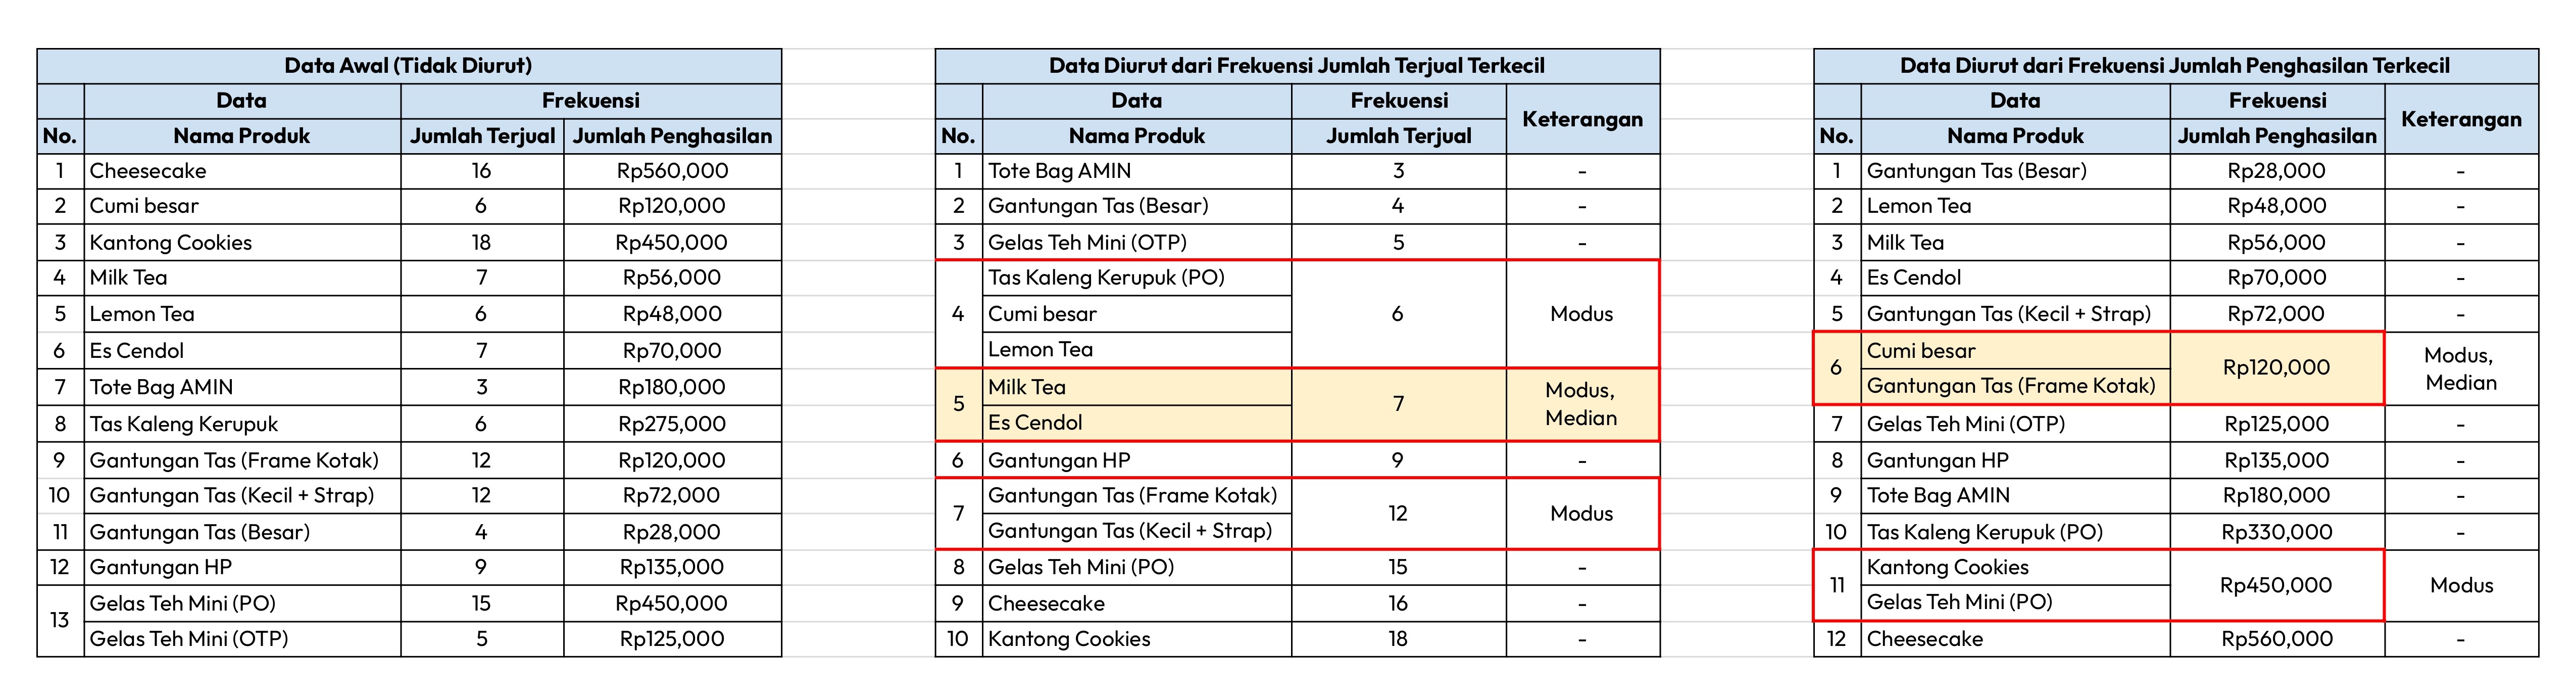 Data Awal (Tidak Diurut)
Data Frekuensi
No. Nama Produk Jumlah Terjual Jumlah Penghasilan
1 Cheesecake 16 Rp560,000
2 Cumi besar 6 Rp120,000
3 Kantong Cookies 18 Rp450,000
4 Milk Tea 7 Rp56,000
5 Lemon Tea 6 Rp48,000
6 Es Cendol 7 Rp70,000
7 Tote Bag AMIN 3 Rp180,000
8 Tas Kaleng Kerupuk 6 Rp275,000
9 Gantungan Tas (Frame Kotak) 12 Rp120,000
10 Gantungan Tas (Kecil + Strap) 12 Rp72,000
11 Gantungan Tas (Besar) 4 Rp28,000
12 Gantungan HP 9 Rp135,000
13 Gelas Teh Mini (PO) 15 Rp450,000
Gelas Teh Mini (OTP) 5 Rp125,000
Data Diurut dari Frekuensi Jumlah Terjual Terkecil
Data Frekuensi Keterangan
No. Nama Produk Jumlah Terjual
1 Tote Bag AMIN 3 -
2 Gantungan Tas (Besar) 4 -
3 Gelas Teh Mini (OTP) 5 -
Tas Kaleng Kerupuk (PO)
4 Cumi besar 6 Modus
Lemon Tea
5 Milk Tea 7 Modus,
Es Cendol Median
6 Gantungan HP 9 -
7 Gantungan Tas (Frame Kotak) 12 Modus
Gantungan Tas (Kecil + Strap)
8 Gelas Teh Mini (PO) 15 -
9 Cheesecake 16 -
10 Kantong Cookies 18 -
Data Diurut dari Frekuensi Jumlah Penghasilan Terkecil
Data Frekuensi Keterangan
No. Nama Produk Jumlah Penghasilan
1 Gantungan Tas (Besar) Rp28,000 -
2 Lemon Tea Rp48,000 -
3 Milk Tea Rp56,000 -
4 Es Cendol Rp70,000 -
5 Gantungan Tas (Kecil + Strap) Rp72,000 -
6 Cumi besar Rp120,000 Modus,
Gantungan Tas (Frame Kotak) Median
7 Gelas Teh Mini (OTP) Rp125,000 -
8 Gantungan HP Rp135,000 -
9 Tote Bag AMIN Rp180,000 -
10 Tas Kaleng Kerupuk (PO) Rp330,000 -
11 Kantong Cookies Rp450,000 Modus
Gelas Teh Mini (PO)
12 Cheesecake Rp560,000 -